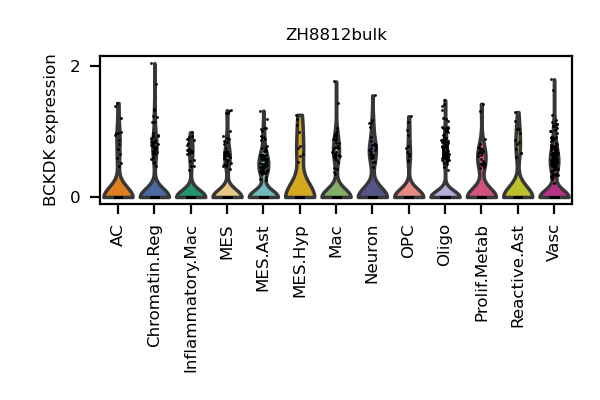 ZH8812bulk
BCKDK expression
2
0
AC
Chromatin.Reg
Inflammatory.Mac
MES
MES.Ast
MES.Hyp
Mac
Neuron
OPC
Oligo
Prolif.Metab
Reactive.Ast
Vasc